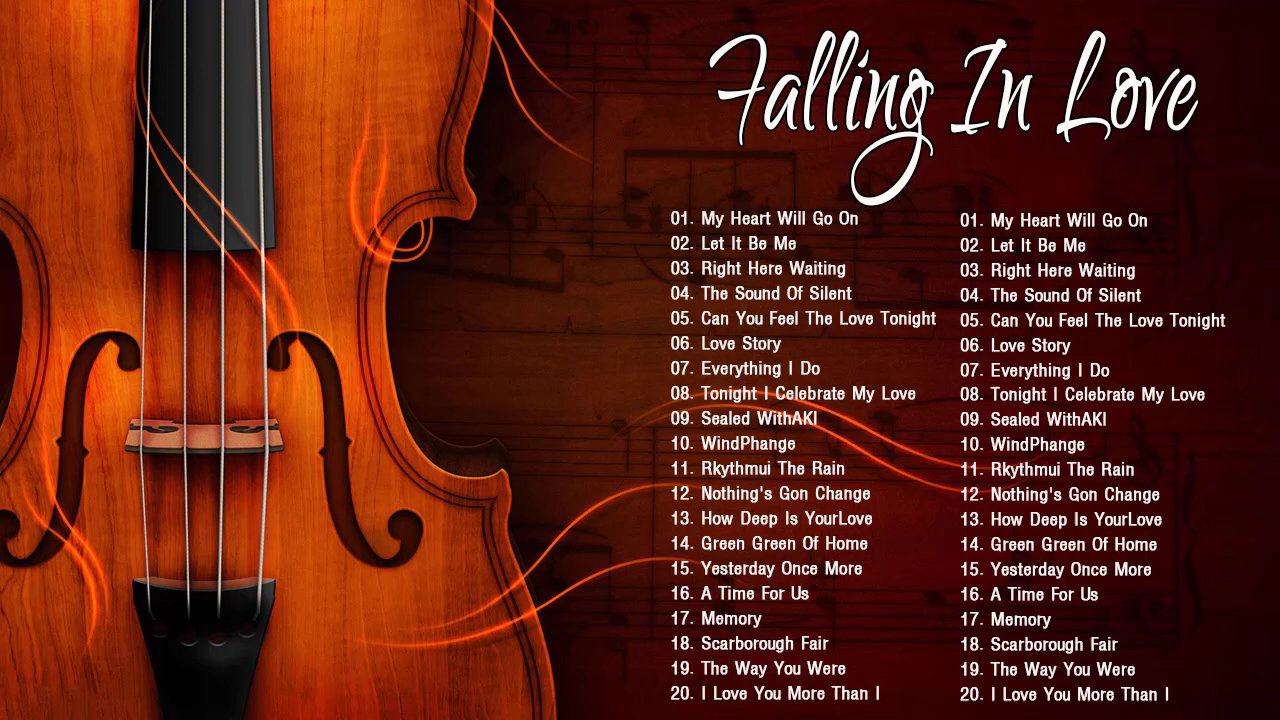 Falling In Love
01. My Heart Will Go On
02. Let It Be Me
03. Right Here Waiting
04. The Sound Of Silent
05. Can You Feel The Love Tonight
06. Love Story
07. Everything I Do
08. Tonight I Celebrate My Love
09. Sealed WithAKI
10. WindPhange
11. Rkythmui The Rain
12. Nothing's Gon Change
13. How Deep Is YourLove
14. Green Green Of Home
15. Yesterday Once More
16. A Time For Us
17. Memory
18. Scarborough Fair
19. The Way You Were
20. I Love You More Than I
01. My Heart Will Go On
02. Let It Be Me
03. Right Here Waiting
04. The Sound Of Silent
05. Can You Feel The Love Tonight
06. Love Story
07. Everything I Do
08. Tonight I Celebrate My Love
09. Sealed WithAKI
10. WindPhange
11. Rkythmui The Rain
12. Nothing's Gon Change
13. How Deep Is YourLove
14. Green Green Of Home
15. Yesterday Once More
16. A Time For Us
17. Memory
18. Scarborough Fair
19. The Way You Were
20. I Love You More Than I